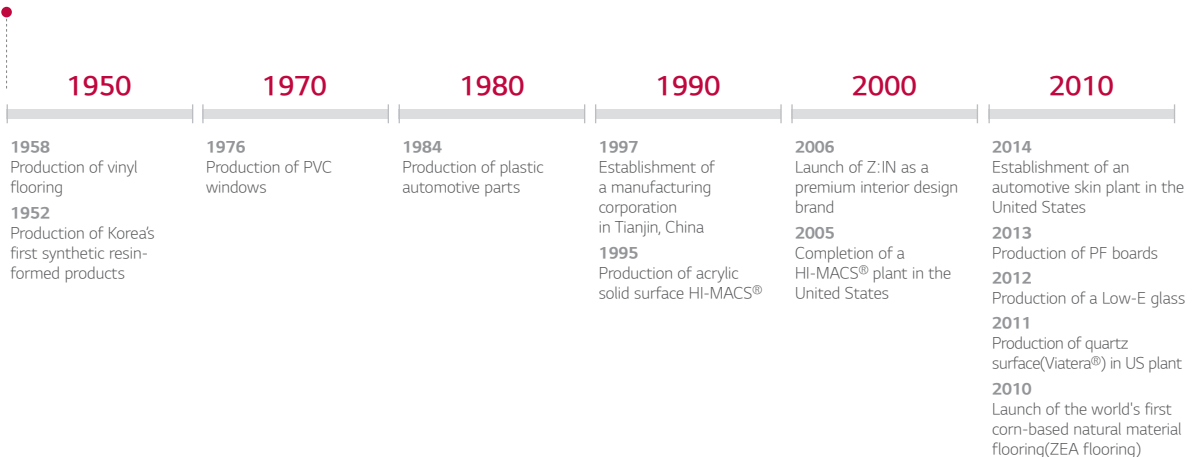 1950
1958
Production of vinyl
flooring
1952
Production of Korea's
first synthetic resin-
formed products
1970
1976
Production of PVC
windows
1980
1984
Production of plastic
automotive parts
1990
1997
Establishment of
a manufacturing
corporation
in Tianjin, China
1995
Production of acrylic
solid surface HI-MACS®
2000
2006
Launch of Z:IN as a
premium interior design
brand
2005
Completion of a
HI-MACS® plant in the
United States
2010
2014
Establishment of an
automotive skin plant in the
United States
2013
Production of PF boards
2012
Production of a Low-E glass
2011
Production of quartz
surface(Viatera®) in US plant
2010
Launch of the world's first
corn-based natural material
flooring(ZEA flooring)